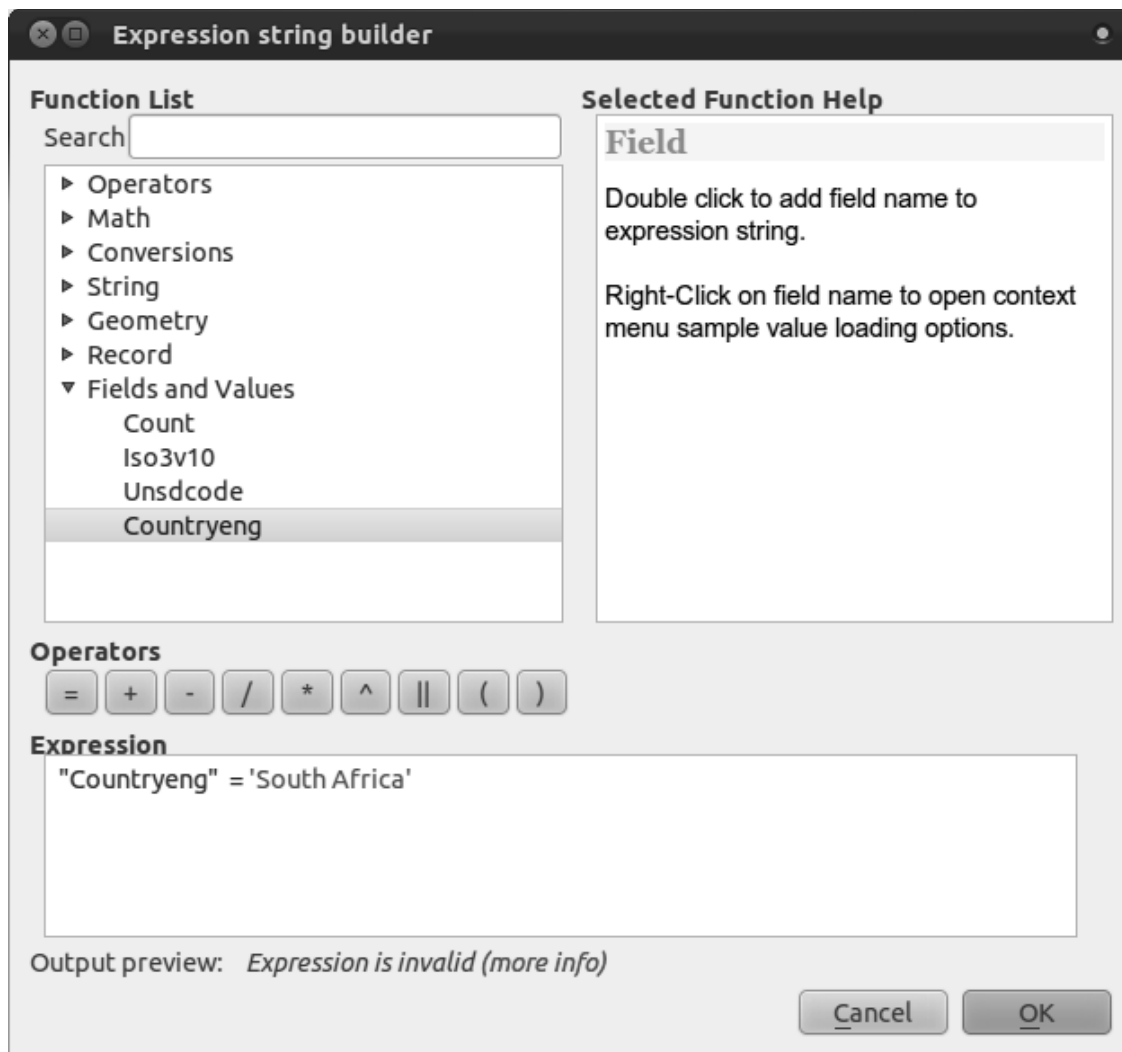 Expression string builder
Function List
Search
Operators
Math
Conversions
String
Geometry
Record
Fields and Values
Count
Iso3v10
Unsdcode
Countryeng
Selected Function Help
Field
Double click to add field name to
expression string.
Right-Click on field name to open context
menu sample value loading options.
Operators
= + - / * ^ || ( )
Expression
"Countryeng" = 'South Africa'
Output preview: Expression is invalid (more info)
Cancel OK